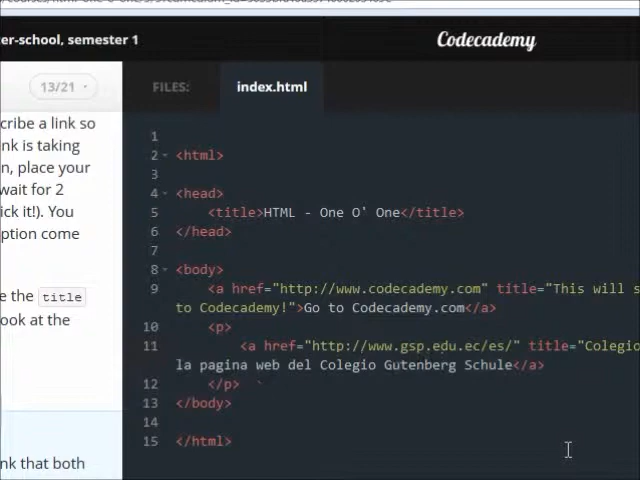 er-school, semester 1
Codecademy
13/21
FILES:
index.html
cribe a link so
nk is taking
n, place your
wait for 2
ick it!). You
ption come
e the title
ook at the
nk that both
1
2 <html>
3
4 <head>
5 <title>HTML - One O' One</title>
6 </head>
7
8 <body>
9 <a href="http://www.codecademy.com" title="This will s
to Codecademy!">Go to Codecademy.com</a>
10 <p>
11 <a href="http://www.gsp.edu.ec/es/" title="Colegio
la pagina web del Colegio Gutenberg Schule</a>
12 </p> `
13 </body>
14
15 </html>